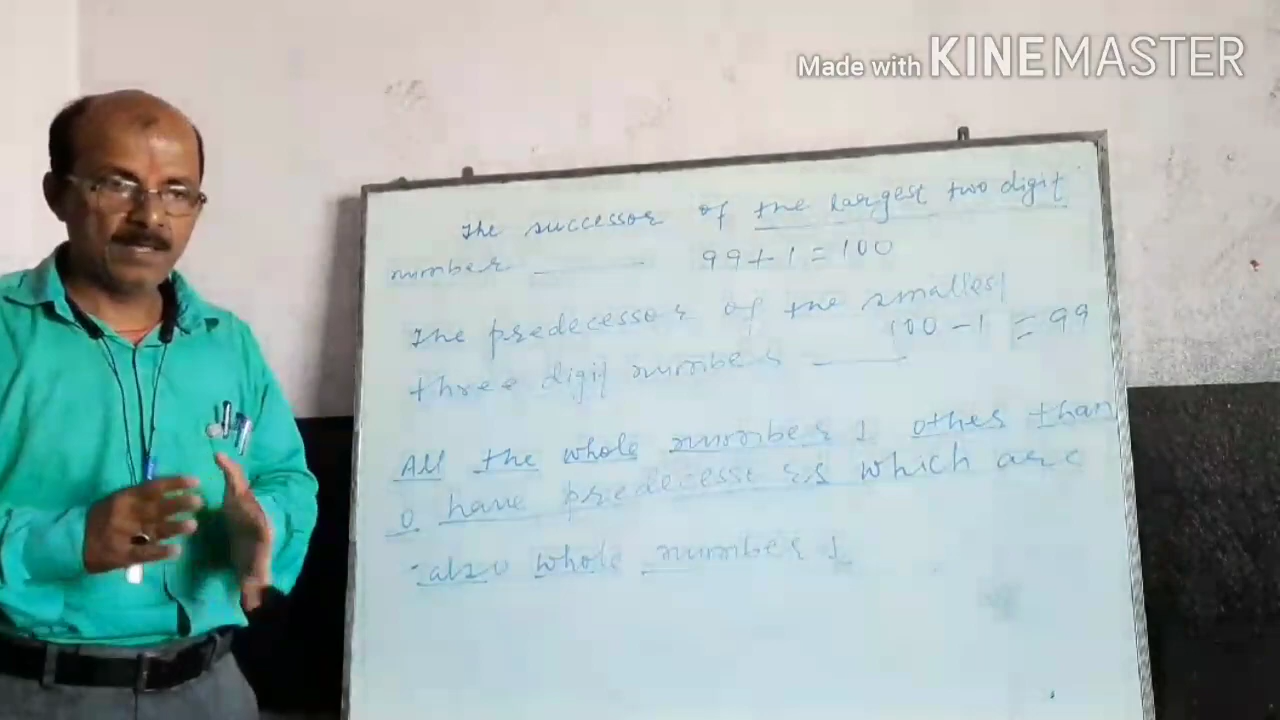 Made with KINEMASTER
The successor of the largest two digit
number ______ 99+1=100
The predecessor of the smallest
100-1=99
three digit numbers ______
All the whole numbers other than
0 have predecessors which are
also whole numbers